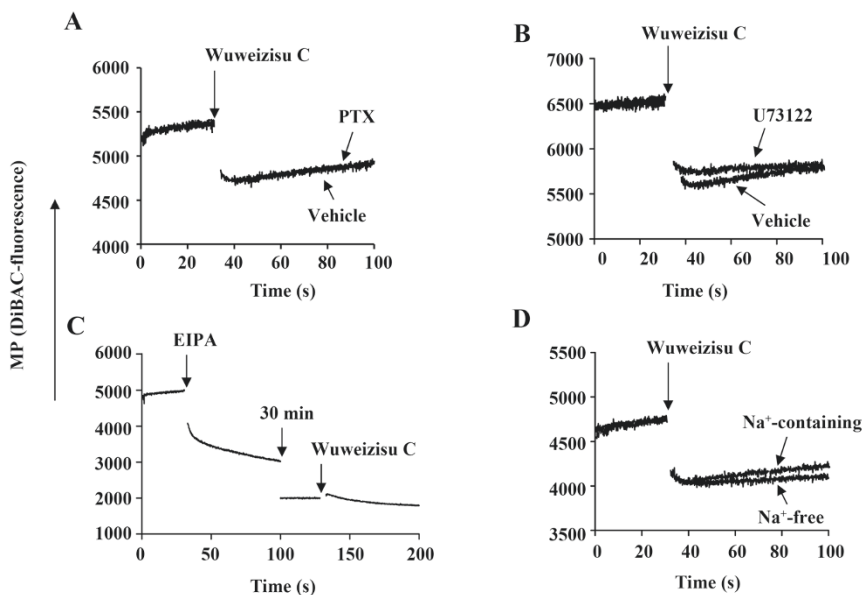 MP (DiBAC-fluorescence)
A
Wuweizisu C
6000
5500
5000
4500
4000
PTX
Vehicle
0 20 40 60 80 100
Time (s)
B
Wuweizisu C
7000
6500
6000
5500
5000
U73122
Vehicle
0 20 40 60 80 100
Time (s)
C
EIPA
6000
5000
4000
3000
2000
1000
30 min
Wuweizisu C
0 50 100 150 200
Time (s)
D
Wuweizisu C
5500
5000
4500
4000
3500
Na⁺-containing
Na⁺-free
0 20 40 60 80 100
Time (s)